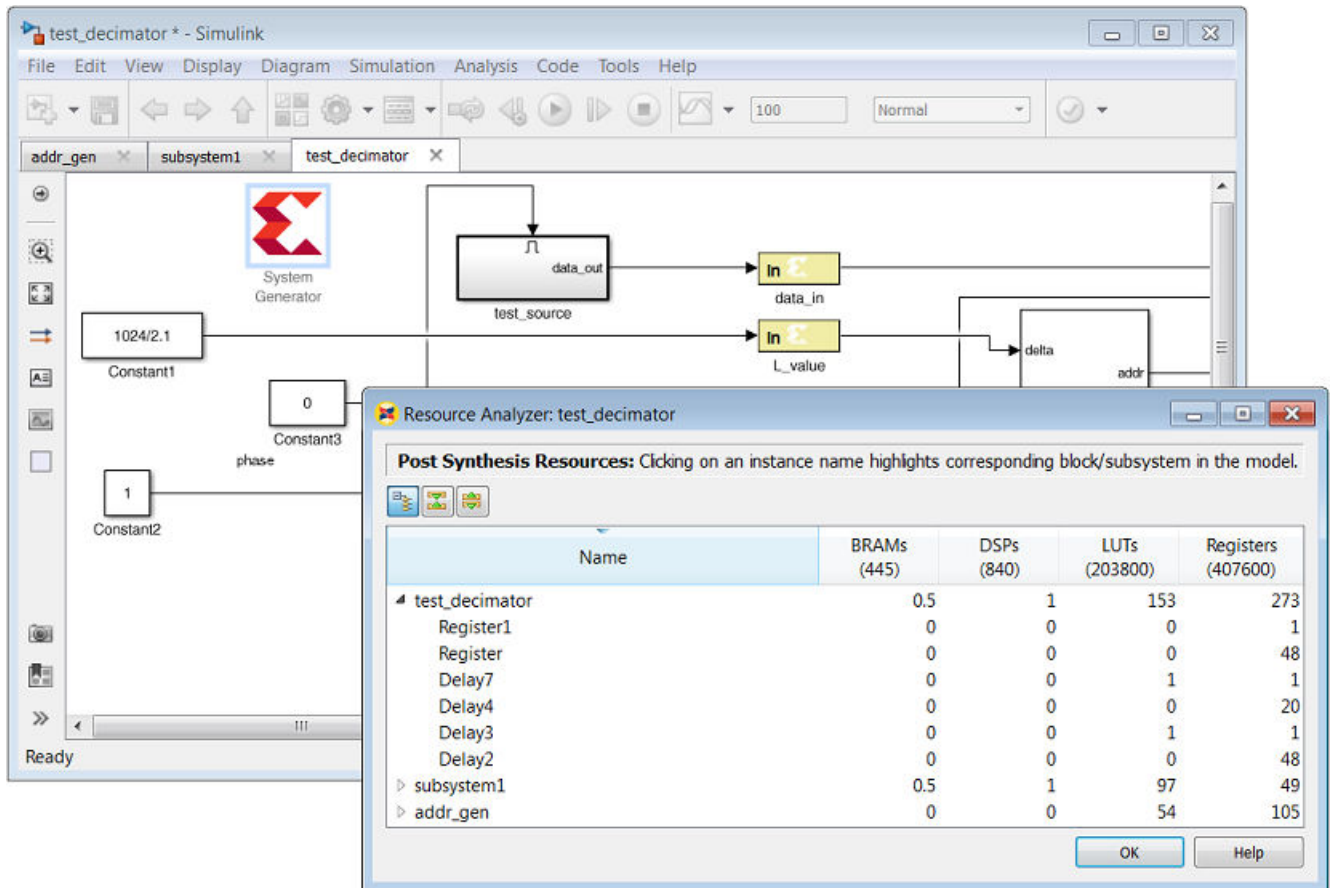 test_decimator * - Simulink
File Edit View Display Diagram Simulation Analysis Code Tools Help
100 Normal
addr_gen subsystem1 test_decimator
System
Generator
data_out
test_source
In
data_in
1024/2.1
Constant1
In
L_value
delta
addr
0
Constant3
phase
1
Constant2
Ready
Resource Analyzer: test_decimator
Post Synthesis Resources: Clicking on an instance name highlights corresponding block/subsystem in the model.
Name BRAMs (445) DSPs (840) LUTs (203800) Registers (407600)
test_decimator 0.5 1 153 273
Register1 0 0 0 1
Register 0 0 0 48
Delay7 0 0 1 1
Delay4 0 0 0 20
Delay3 0 0 1 1
Delay2 0 0 0 48
subsystem1 0.5 1 97 49
addr_gen 0 0 54 105
OK Help